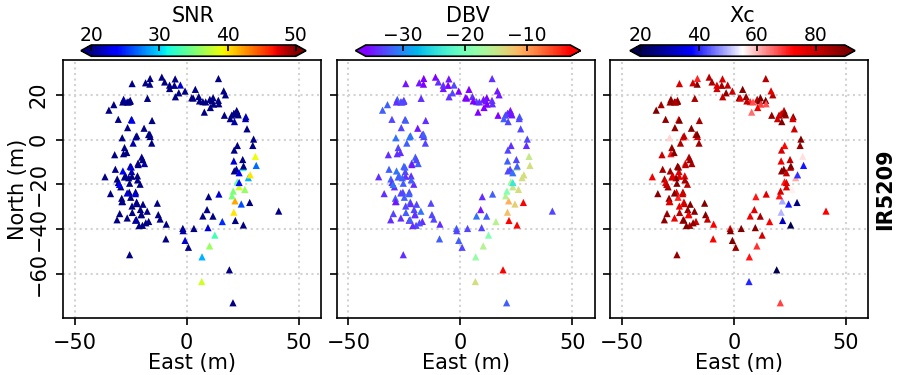 SNR DBV Xc
20 30 40 50 −30 −20 −10 20 40 60 80
20
0
−20
−40
−60
North (m)
−50 0 50 −50 0 50 −50 0 50
East (m) East (m) East (m)
IR5209